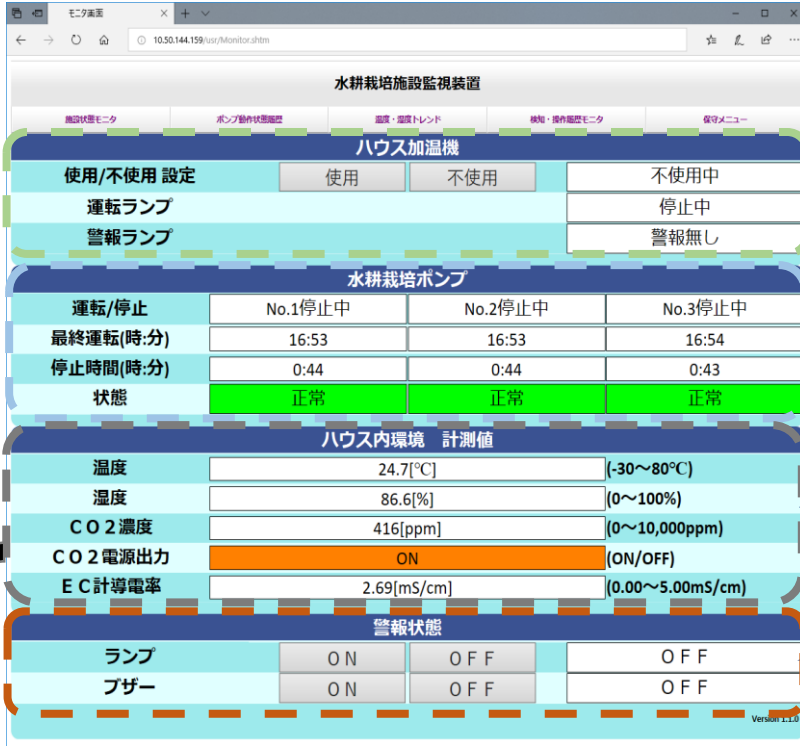 モニタ画面
10.50.144.159/usr/Monitor.shtm
水耕栽培施設監視装置
施設状態モニタ ポンプ動作状態履歴 温度・湿度トレンド 検知・操作履歴モニタ 保守メニュー
ハウス加温機
使用/不使用 設定 使用 不使用 不使用中
運転ランプ 停止中
警報ランプ 警報無し
水耕栽培ポンプ
運転/停止 No.1停止中 No.2停止中 No.3停止中
最終運転(時:分) 16:53 16:53 16:54
停止時間(時:分) 0:44 0:44 0:43
状態 正常 正常 正常
ハウス内環境　計測値
温度 24.7[℃] (-30～80℃)
湿度 86.6[%] (0～100%)
ＣＯ２濃度 416[ppm] (0～10,000ppm)
ＣＯ２電源出力 ON (ON/OFF)
ＥＣ計導電率 2.69[mS/cm] (0.00～5.00mS/cm)
警報状態
ランプ ＯＮ ＯＦＦ ＯＦＦ
ブザー ＯＮ ＯＦＦ ＯＦＦ
Version 1.1.0